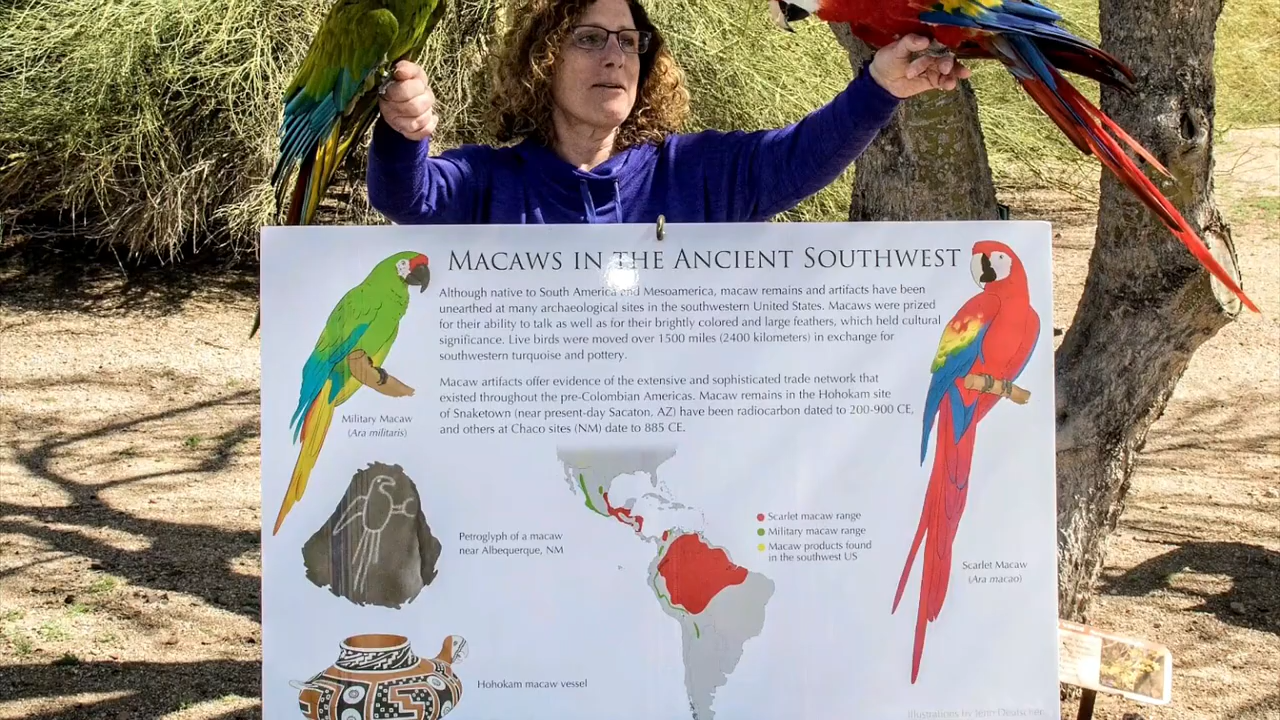 MACAWS IN THE ANCIENT SOUTHWEST
Although native to South America and Mesoamerica, macaw remains and artifacts have been
unearthed at many archaeological sites in the southwestern United States. Macaws were prized
for their ability to talk as well as for their brightly colored and large feathers, which held cultural
significance. Live birds were moved over 1500 miles (2400 kilometers) in exchange for
southwestern turquoise and pottery.
Macaw artifacts offer evidence of the extensive and sophisticated trade network that
existed throughout the pre-Colombian Americas. Macaw remains in the Hohokam site
of Snaketown (near present-day Sacaton, AZ) have been radiocarbon dated to 200-900 CE,
and others at Chaco sites (NM) date to 885 CE.
Military Macaw
(Ara militaris)
Petroglyph of a macaw
near Albequerque, NM
Scarlet macaw range
Military macaw range
Macaw products found
in the southwest US
Scarlet Macaw
(Ara macao)
Hohokam macaw vessel
Illustrations by Jenn Deutscher.